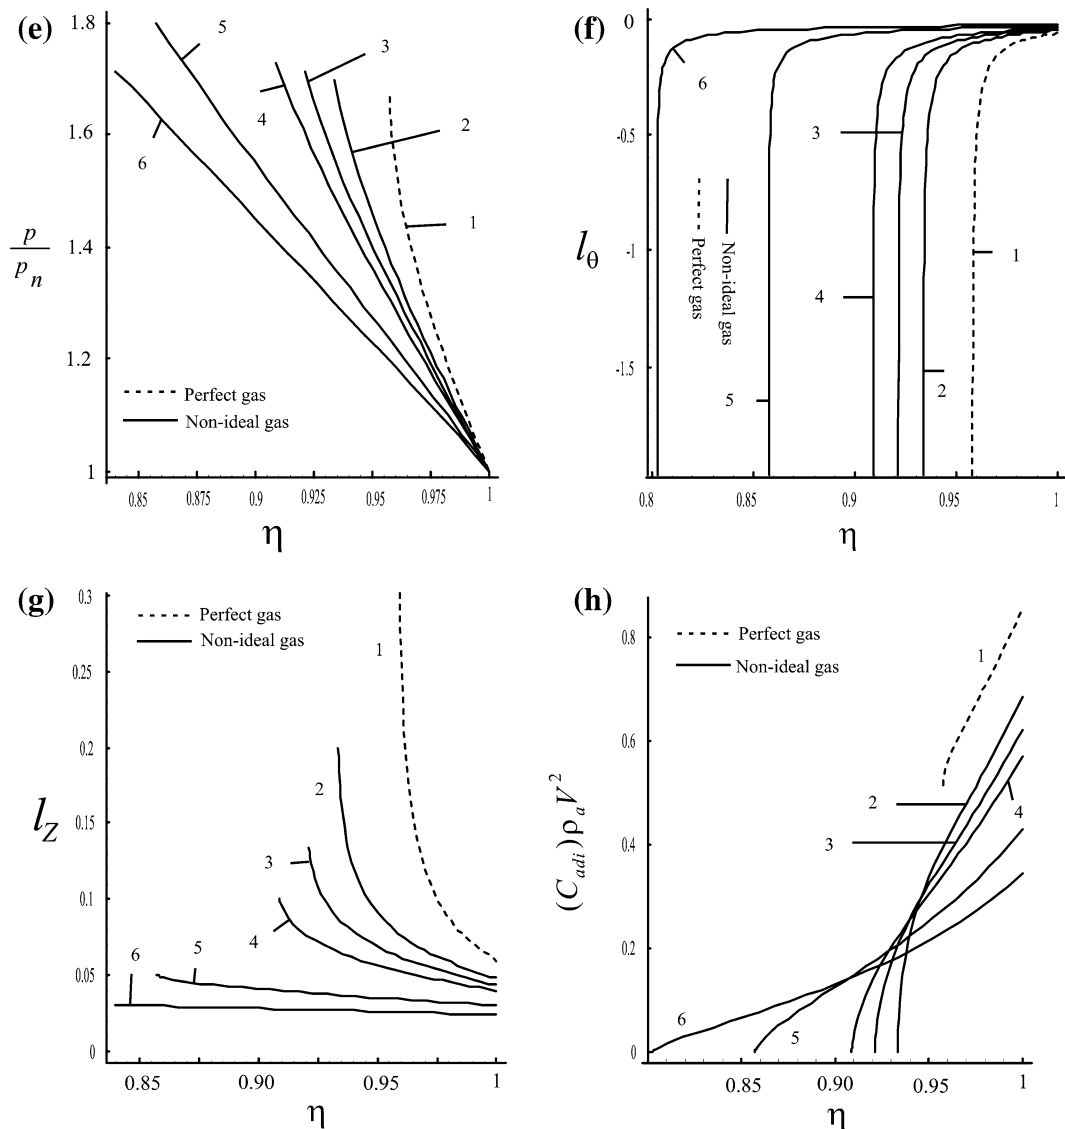 (e)
1.8
1.6
1.4
1.2
1
p
p n
5
3
4
6
2
1
Perfect gas
Non-ideal gas
0.85 0.875 0.9 0.925 0.95 0.975 1
η
(f)
0
-0.5
-1
-1.5
lθ
6
3
1
4
2
5
Perfect gas
Non-ideal gas
0.8 0.85 0.9 0.95 1
η
(g)
0.3
0.25
0.2
0.15
0.1
0.05
0
lZ
Perfect gas
Non-ideal gas
1
2
3
4
5
6
0.85 0.90 0.95 1
η
(h)
0.8
0.6
0.4
0.2
0
(C adi) ρ a V 2
Perfect gas
Non-ideal gas
1
2
4
3
6
5
0.85 0.90 0.95 1
η